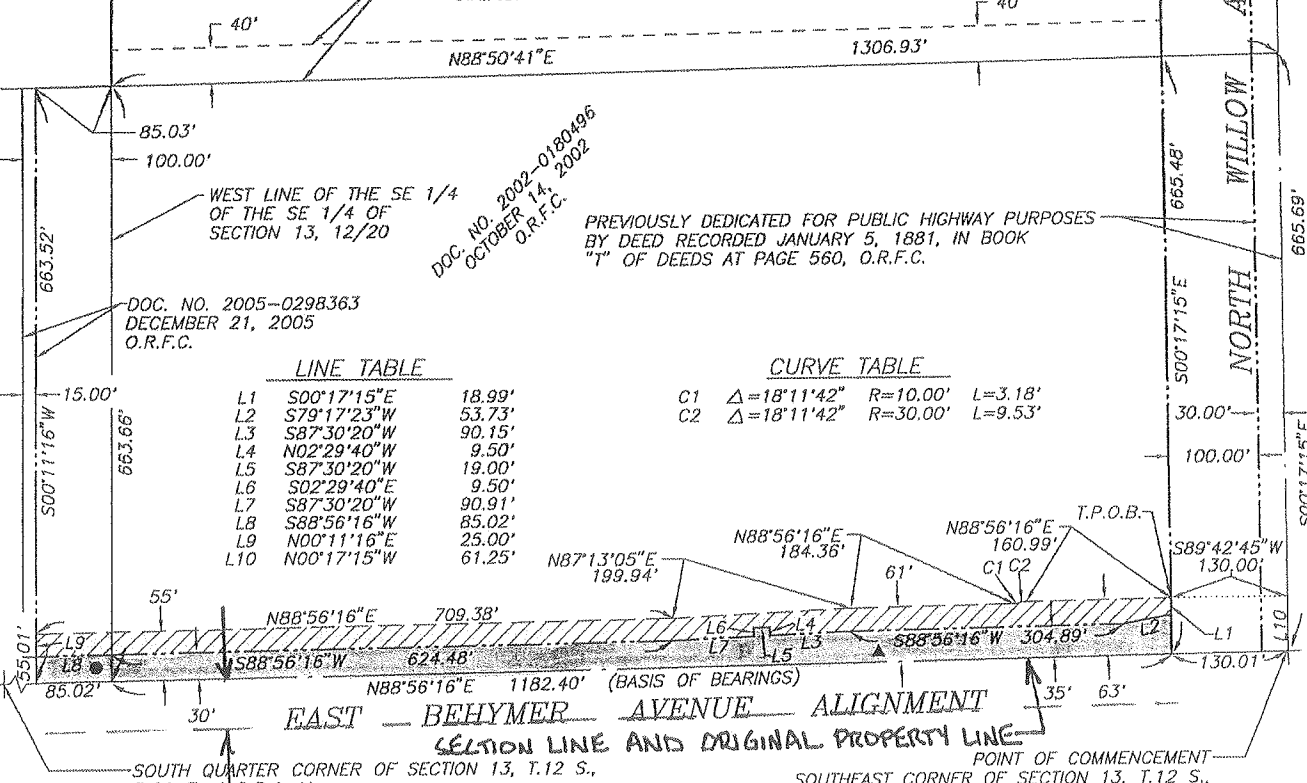 40'
40'
N88°50'41"E
1306.93'
85.03'
100.00'
WEST LINE OF THE SE 1/4
OF THE SE 1/4 OF
SECTION 13, 12/20
DOC. NO. 2002-0180496
OCTOBER 14, 2002
O.R.F.C.
PREVIOUSLY DEDICATED FOR PUBLIC HIGHWAY PURPOSES
BY DEED RECORDED JANUARY 5, 1881, IN BOOK
"T" OF DEEDS AT PAGE 560, O.R.F.C.
665.48'
NORTH WILLOW
665.69'
663.52'
DOC. NO. 2005-0298363
DECEMBER 21, 2005
O.R.F.C.
S00°17'15"E
15.00'
S00°11'16"W
663.66'
LINE TABLE
L1 S00°17'15"E 18.99'
L2 S79°17'23"W 53.73'
L3 S87°30'20"W 90.15'
L4 N02°29'40"W 9.50'
L5 S87°30'20"W 19.00'
L6 S02°29'40"E 9.50'
L7 S87°30'20"W 90.91'
L8 S88°56'16"W 85.02'
L9 N00°11'16"E 25.00'
L10 N00°17'15"W 61.25'
CURVE TABLE
C1 △=18°11'42" R=10.00' L=3.18'
C2 △=18°11'42" R=30.00' L=9.53'
30.00'
100.00'
S00°17'15"E
T.P.O.B.
N88°56'16"E
160.99'
C1 C2
N88°56'16"E
184.36'
N87°13'05"E
199.94'
S89°42'45"W
130.00'
61'
55'
N88°56'16"E 709.38'
L9
L8
55.01'
85.02'
S88°56'16"W 624.48'
L6
L7
L4
L3
L5
S88°56'16"W 304.89'
L2
L1
L10
130.01'
N88°56'16"E 1182.40' (BASIS OF BEARINGS)
30'
35'
63'
EAST BEHYMER AVENUE ALIGNMENT
SECTION LINE AND ORIGINAL PROPERTY LINE
POINT OF COMMENCEMENT
SOUTH QUARTER CORNER OF SECTION 13, T.12 S.,
SOUTHEAST CORNER OF SECTION 13, T.12 S.,